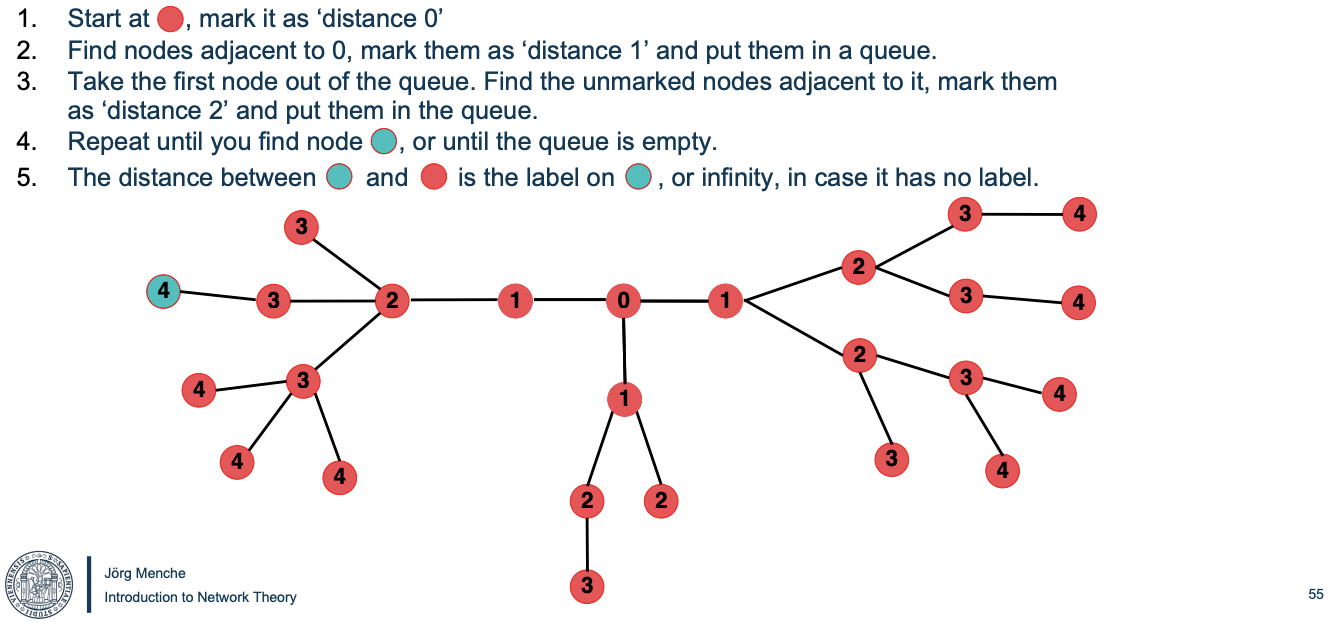 1. Start at , mark it as ‘distance 0’
2. Find nodes adjacent to 0, mark them as ‘distance 1’ and put them in a queue.
3. Take the first node out of the queue. Find the unmarked nodes adjacent to it, mark them
as ‘distance 2’ and put them in the queue.
4. Repeat until you find node , or until the queue is empty.
5. The distance between and is the label on , or infinity, in case it has no label.
3 4
3
2
4 3 2 1 0 1
3 4
2
3
4 3
4
1
4
4
3
4
4
2 2
3
Jörg Menche
Introduction to Network Theory
55